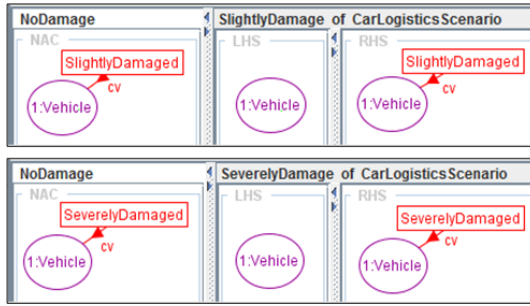 NoDamage SlightlyDamage of CarLogisticsScenario
NAC LHS RHS
SlightlyDamaged SlightlyDamaged
cv cv
1:Vehicle 1:Vehicle 1:Vehicle
NoDamage SeverelyDamage of CarLogisticsScenario
NAC LHS RHS
SeverelyDamaged SeverelyDamaged
cv cv
1:Vehicle 1:Vehicle 1:Vehicle